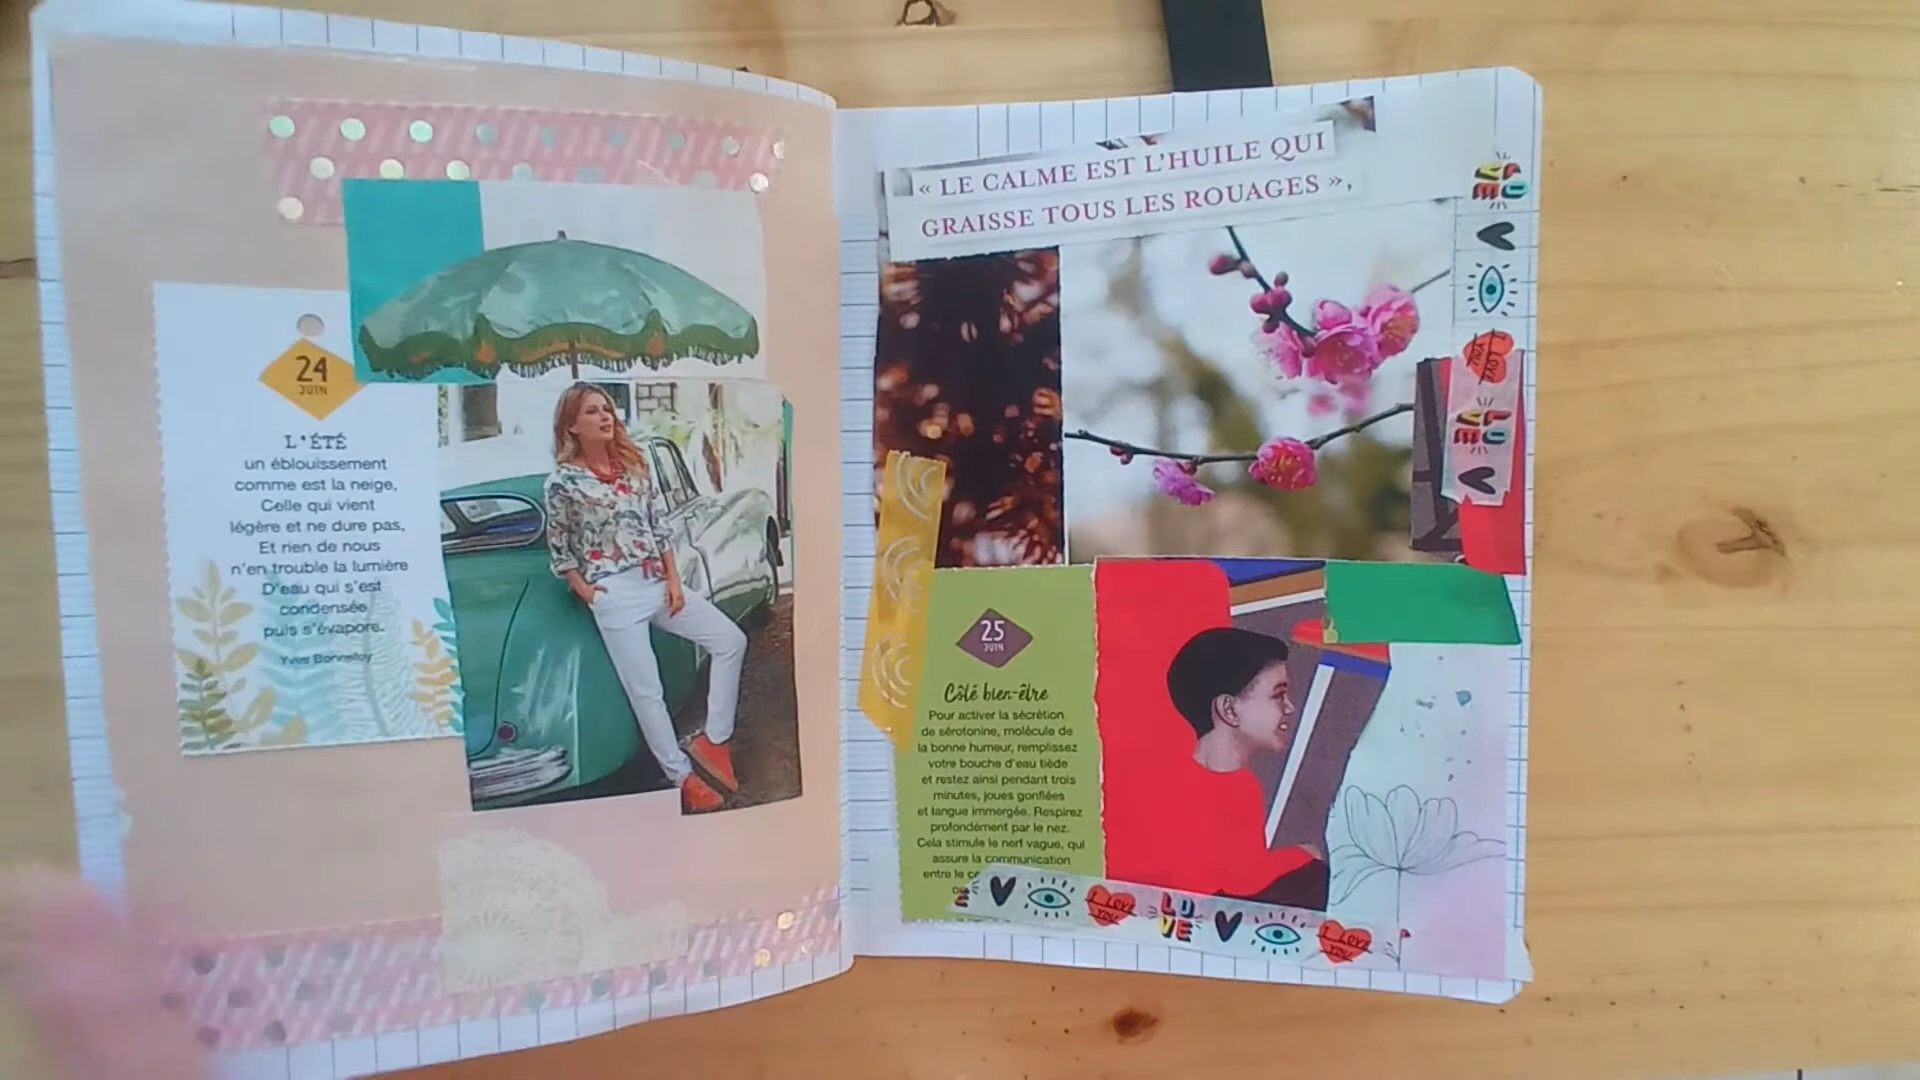 24
JUIN
L'ÉTÉ
un éblouissement
comme est la neige,
Celle qui vient
légère et ne dure pas,
Et rien de nous
n'en trouble la lumière
D'eau qui s'est
condensée
puis s'évapore.
Yves Bonnefoy
« LE CALME EST L'HUILE QUI
GRAISSE TOUS LES ROUAGES »,
LOVE
I LOVE YOU
LOVE
25
JUIN
Côté bien-être
Pour activer la sécrétion
de sérotonine, molécule de
la bonne humeur, remplissez
votre bouche d'eau tiède
et restez ainsi pendant trois
minutes, joues gonflées
et langue immergée. Respirez
profondément par le nez.
Cela stimule le nerf vague, qui
assure la communication
entre le
I LOVE YOU
LOVE
I LOVE YOU